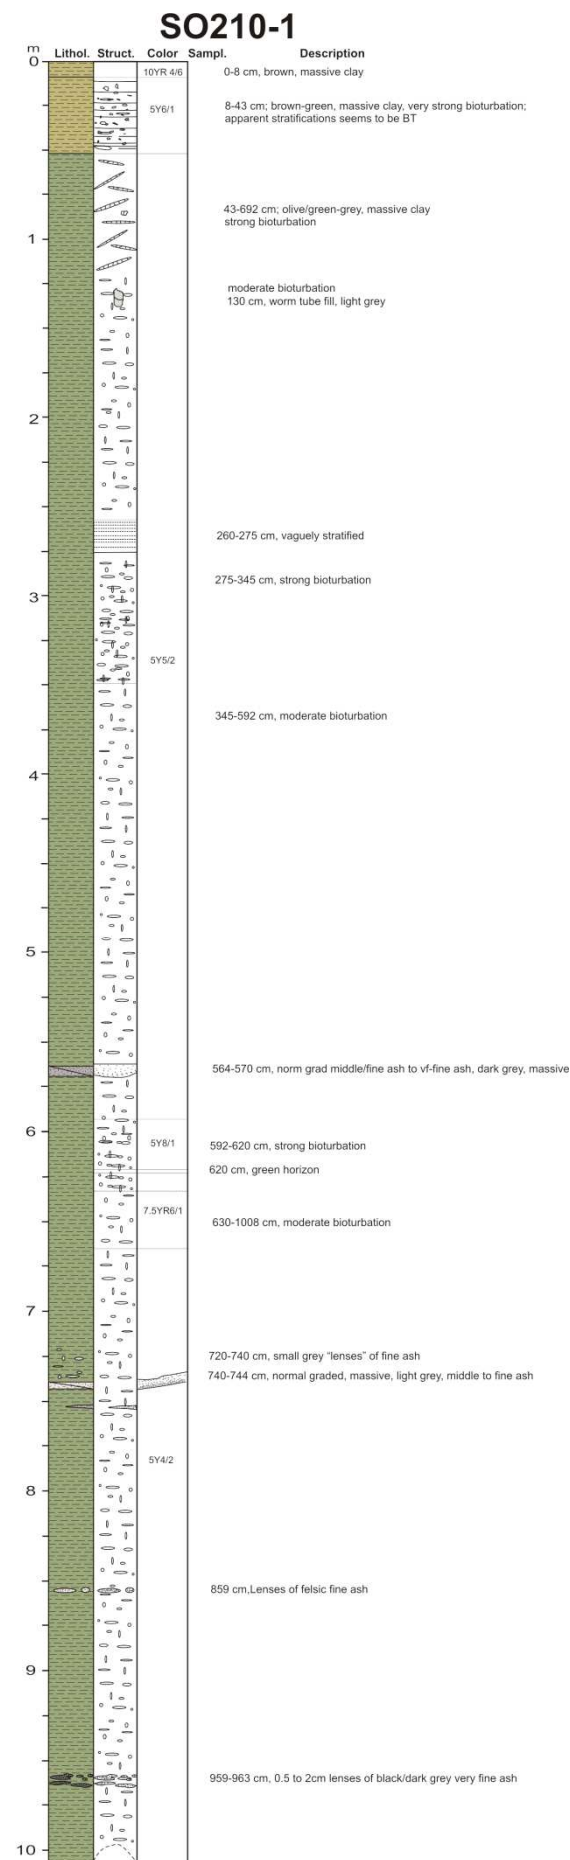 SO210-1
m Lithol. Struct. Color Sampl. Description
0
10YR 4/6 0-8 cm, brown, massive clay
5Y6/1 8-43 cm; brown-green, massive clay, very strong bioturbation;
apparent stratifications seems to be BT
43-692 cm; olive/green-grey, massive clay
strong bioturbation
1
moderate bioturbation
130 cm, worm tube fill, light grey
2
260-275 cm, vaguely stratified
275-345 cm, strong bioturbation
3
5Y5/2
345-592 cm, moderate bioturbation
4
5
564-570 cm, norm grad middle/fine ash to vf-fine ash, dark grey, massive
6
5Y8/1 592-620 cm, strong bioturbation
620 cm, green horizon
7.5YR6/1
630-1008 cm, moderate bioturbation
7
720-740 cm, small grey “lenses” of fine ash
740-744 cm, normal graded, massive, light grey, middle to fine ash
5Y4/2
8
859 cm,Lenses of felsic fine ash
9
959-963 cm, 0.5 to 2cm lenses of black/dark grey very fine ash
10